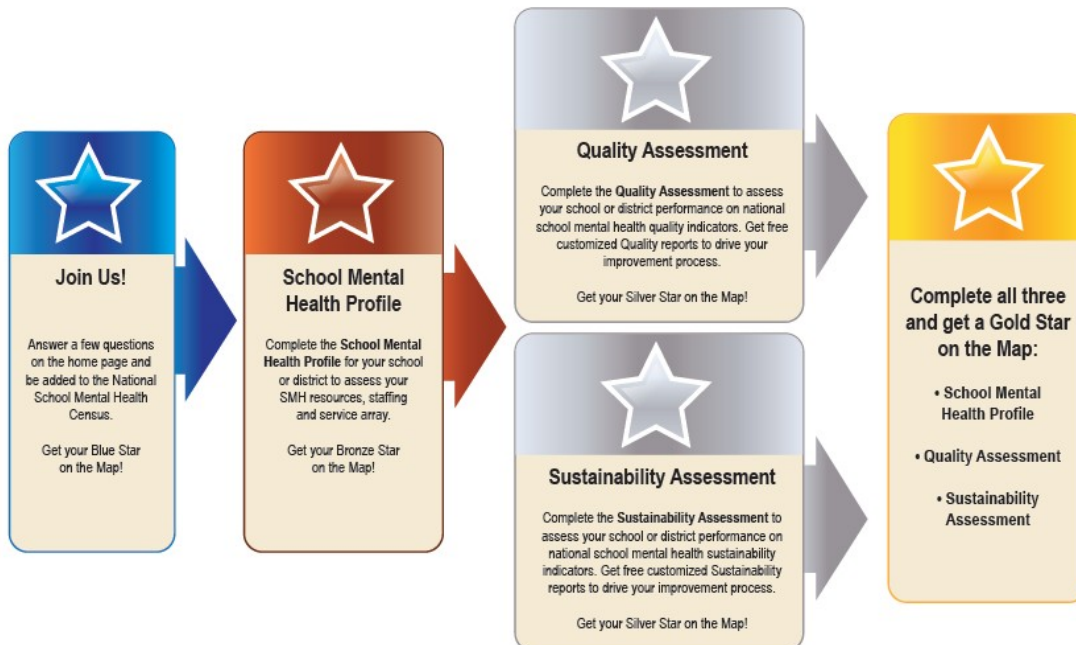 Join Us!
Answer a few questions
on the home page and
be added to the National
School Mental Health
Census.
Get your Blue Star
on the Map!
School Mental
Health Profile
Complete the School Mental
Health Profile for your school
or district to assess your
SMH resources, staffing
and service array.
Get your Bronze Star
on the Map!
Quality Assessment
Complete the Quality Assessment to assess
your school or district performance on national
school mental health quality indicators. Get free
customized Quality reports to drive your
improvement process.
Get your Silver Star on the Map!
Sustainability Assessment
Complete the Sustainability Assessment to
assess your school or district performance on
national school mental health sustainability
indicators. Get free customized Sustainability
reports to drive your improvement process.
Get your Silver Star on the Map!
Complete all three
and get a Gold Star
on the Map:
• School Mental
Health Profile
• Quality Assessment
• Sustainability
Assessment